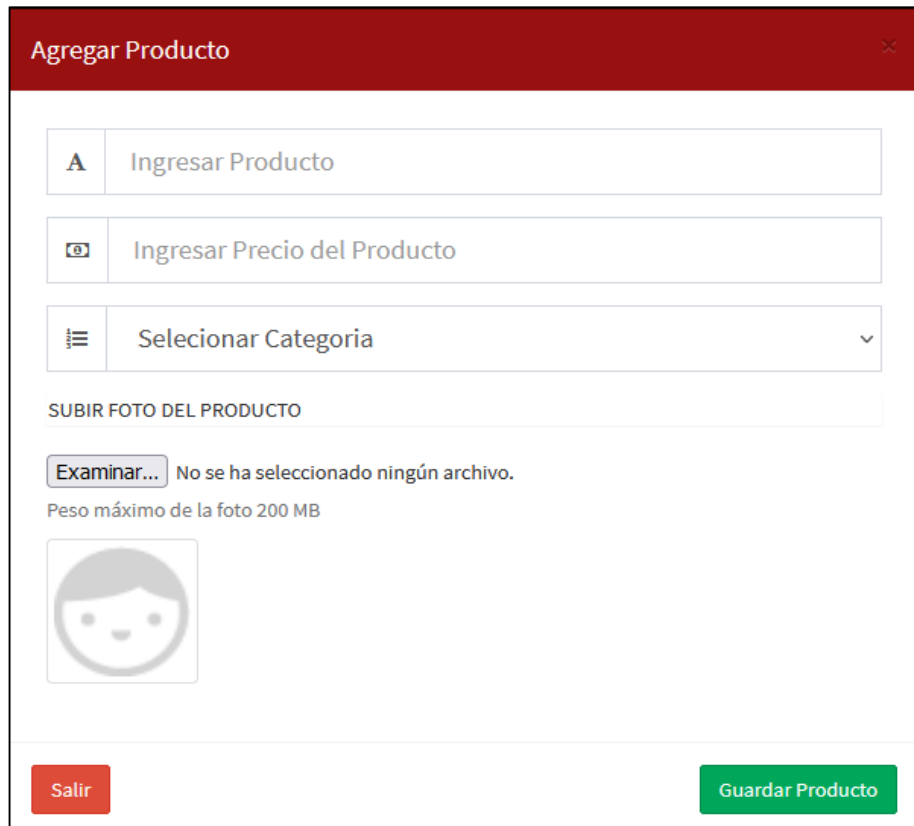 Agregar Producto
×
A Ingresar Producto
Ingresar Precio del Producto
Selecionar Categoria
SUBIR FOTO DEL PRODUCTO
Examinar... No se ha seleccionado ningún archivo.
Peso máximo de la foto 200 MB
Salir Guardar Producto